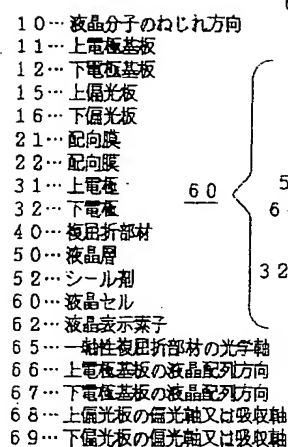 10…液晶分子のねじれ方向
11…上電極基板
12…下電極基板
15…上偏光板
16…下偏光板
21…配向膜
22…配向膜
31…上電極
32…下電極
40…複屈折部材
50…液晶層
52…シール剤
60…液晶セル
62…液晶表示素子
65…一軸性複屈折部材の光学軸
66…上電極基板の液晶配列方向
67…下電極基板の液晶配列方向
68…上偏光板の偏光軸又は吸収軸
69…下偏光板の偏光軸又は吸収軸
60
5
6
32